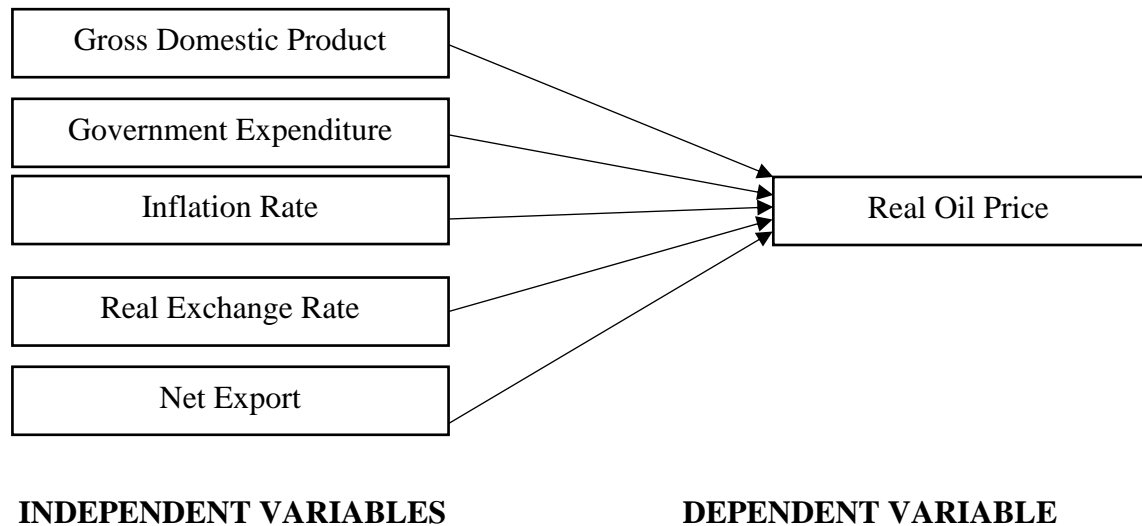 Gross Domestic Product
Government Expenditure
Inflation Rate
Real Exchange Rate
Net Export
Real Oil Price
INDEPENDENT VARIABLES
DEPENDENT VARIABLE